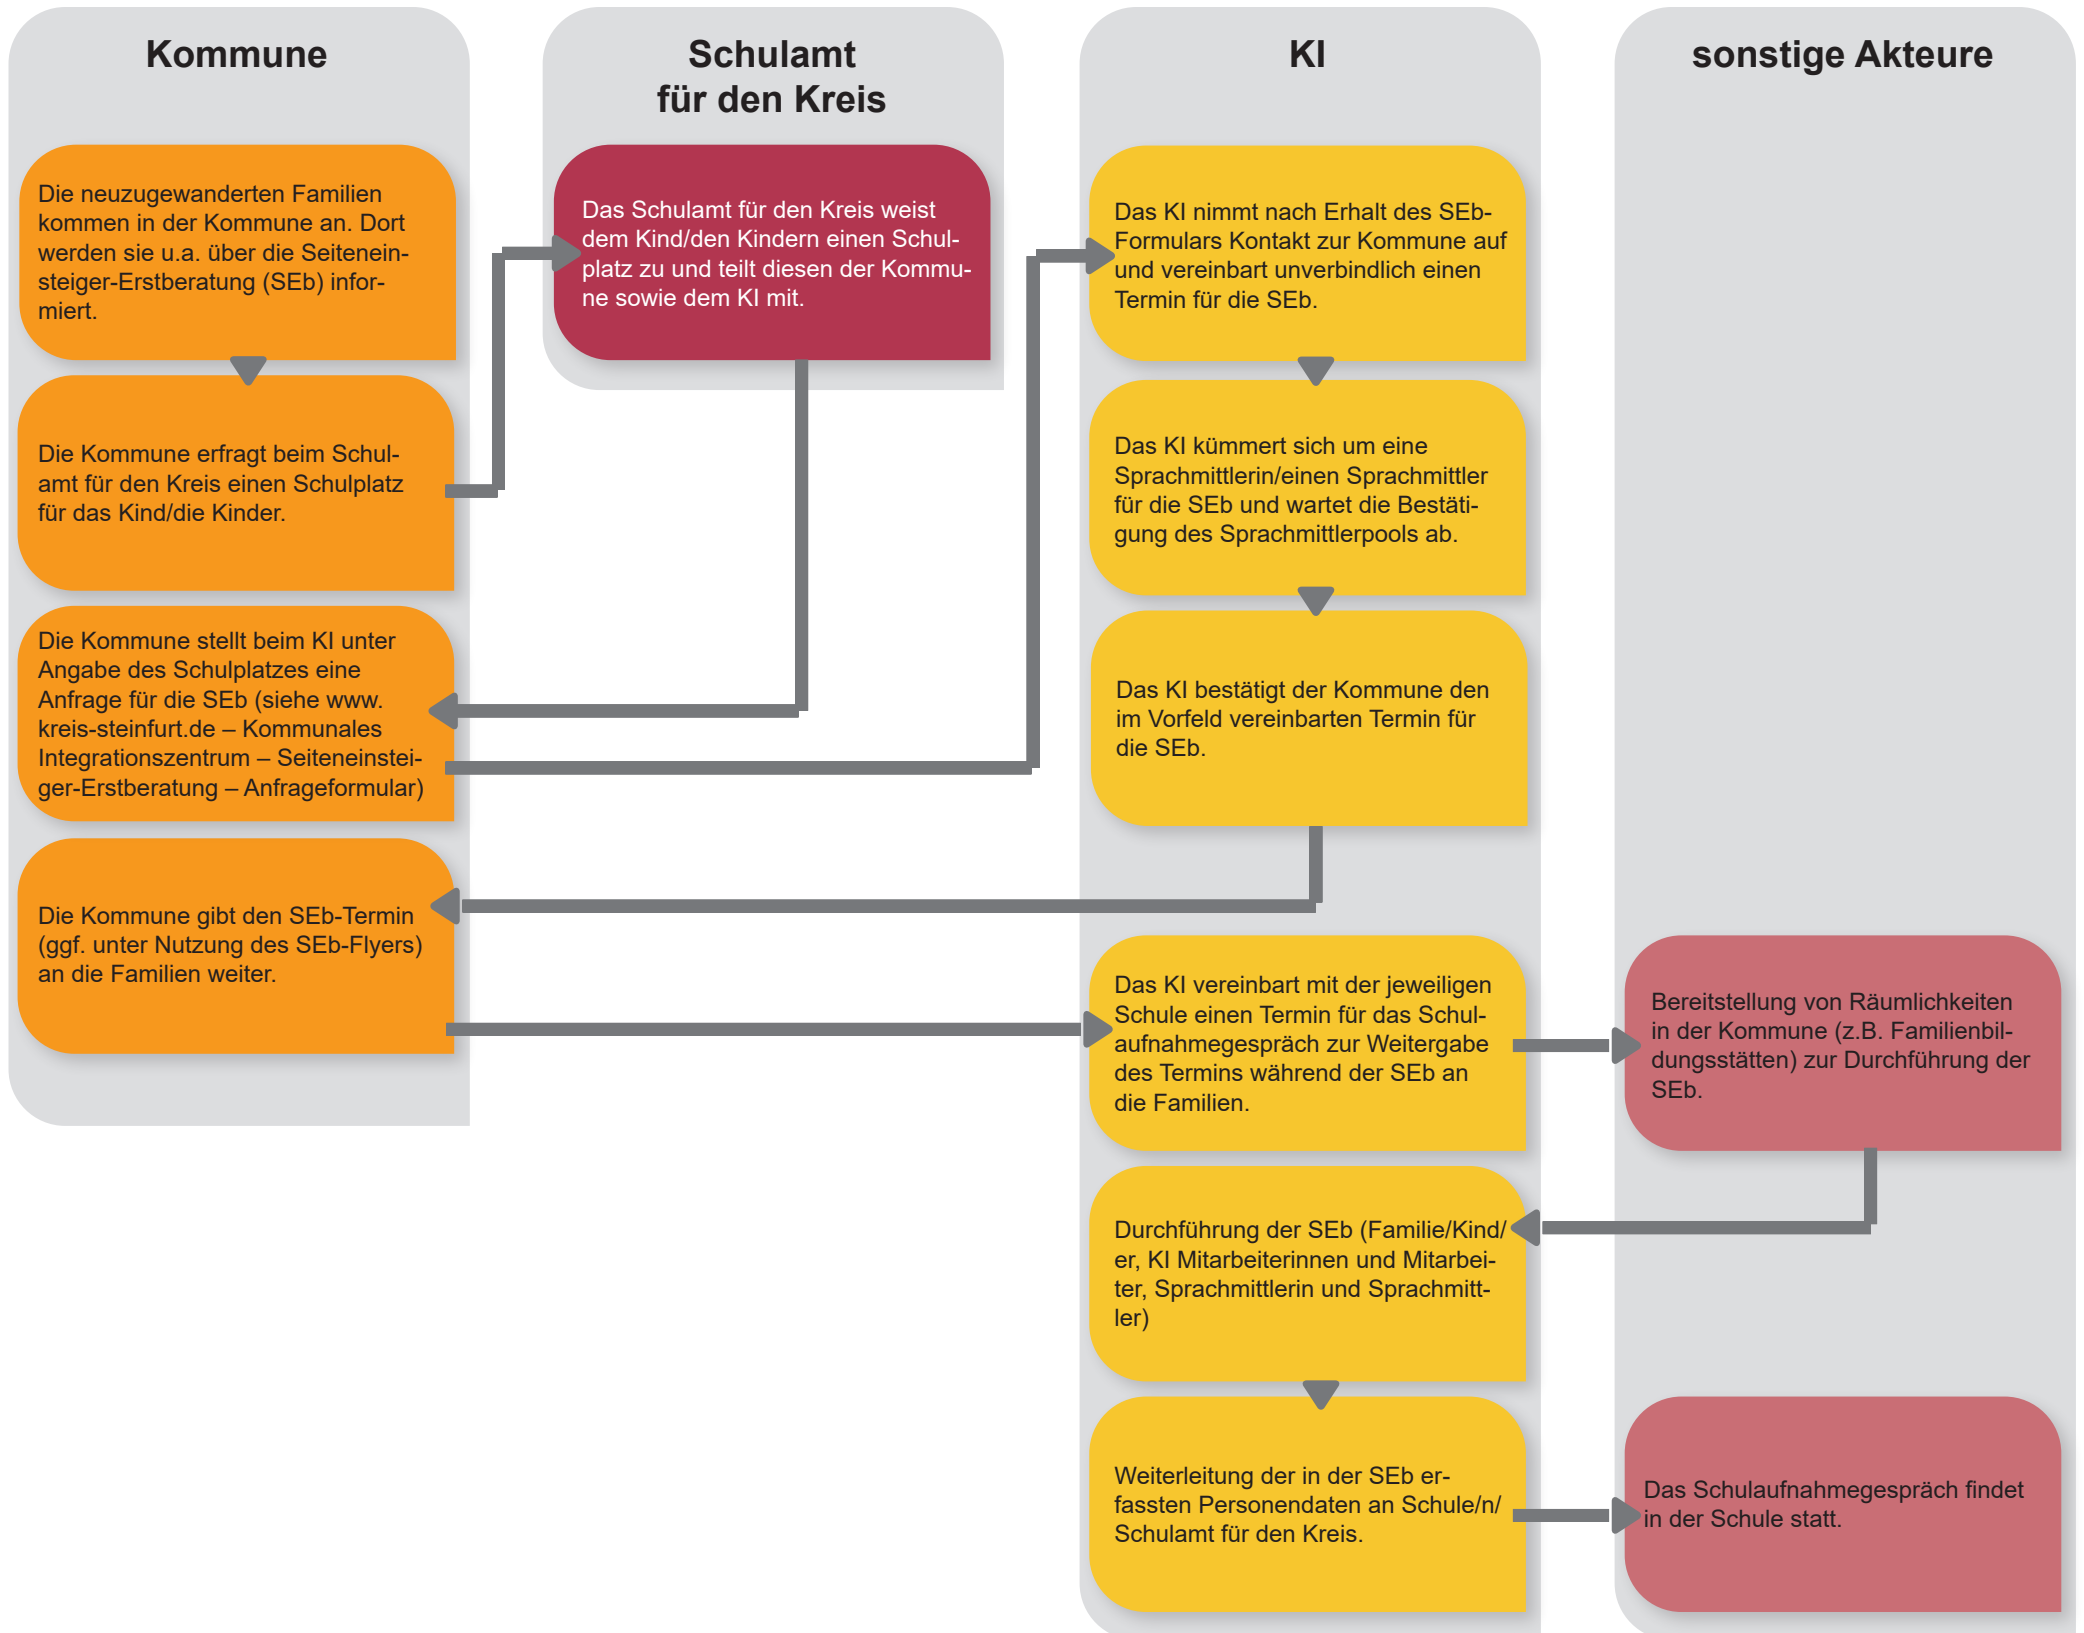 Kommune
Die neuzugewanderten Familien
kommen in der Kommune an. Dort
werden sie u.a. über die Seitenein-
steiger-Erstberatung (SEb) infor-
miert.
Die Kommune erfragt beim Schul-
amt für den Kreis einen Schulplatz
für das Kind/die Kinder.
Die Kommune stellt beim KI unter
Angabe des Schulplatzes eine
Anfrage für die SEb (siehe www.
kreis-steinfurt.de – Kommunales
Integrationszentrum – Seiteneinstei-
ger-Erstberatung – Anfrageformular)
Die Kommune gibt den SEb-Termin
(ggf. unter Nutzung des SEb-Flyers)
an die Familien weiter.
Schulamt
für den Kreis
Das Schulamt für den Kreis weist
dem Kind/den Kindern einen Schul-
platz zu und teilt diesen der Kommu-
ne sowie dem KI mit.
KI
Das KI nimmt nach Erhalt des SEb-
Formulars Kontakt zur Kommune auf
und vereinbart unverbindlich einen
Termin für die SEb.
Das KI kümmert sich um eine
Sprachmittlerin/einen Sprachmittler
für die SEb und wartet die Bestäti-
gung des Sprachmittlerpools ab.
Das KI bestätigt der Kommune den
im Vorfeld vereinbarten Termin für
die SEb.
Das KI vereinbart mit der jeweiligen
Schule einen Termin für das Schul-
aufnahmegespräch zur Weitergabe
des Termins während der SEb an
die Familien.
Durchführung der SEb (Familie/Kind/
er, KI Mitarbeiterinnen und Mitarbei-
ter, Sprachmittlerin und Sprachmitt-
ler)
Weiterleitung der in der SEb er-
fassten Personendaten an Schule/n/
Schulamt für den Kreis.
sonstige Akteure
Bereitstellung von Räumlichkeiten
in der Kommune (z.B. Familienbil-
dungsstätten) zur Durchführung der
SEb.
Das Schulaufnahmegespräch findet
in der Schule statt.